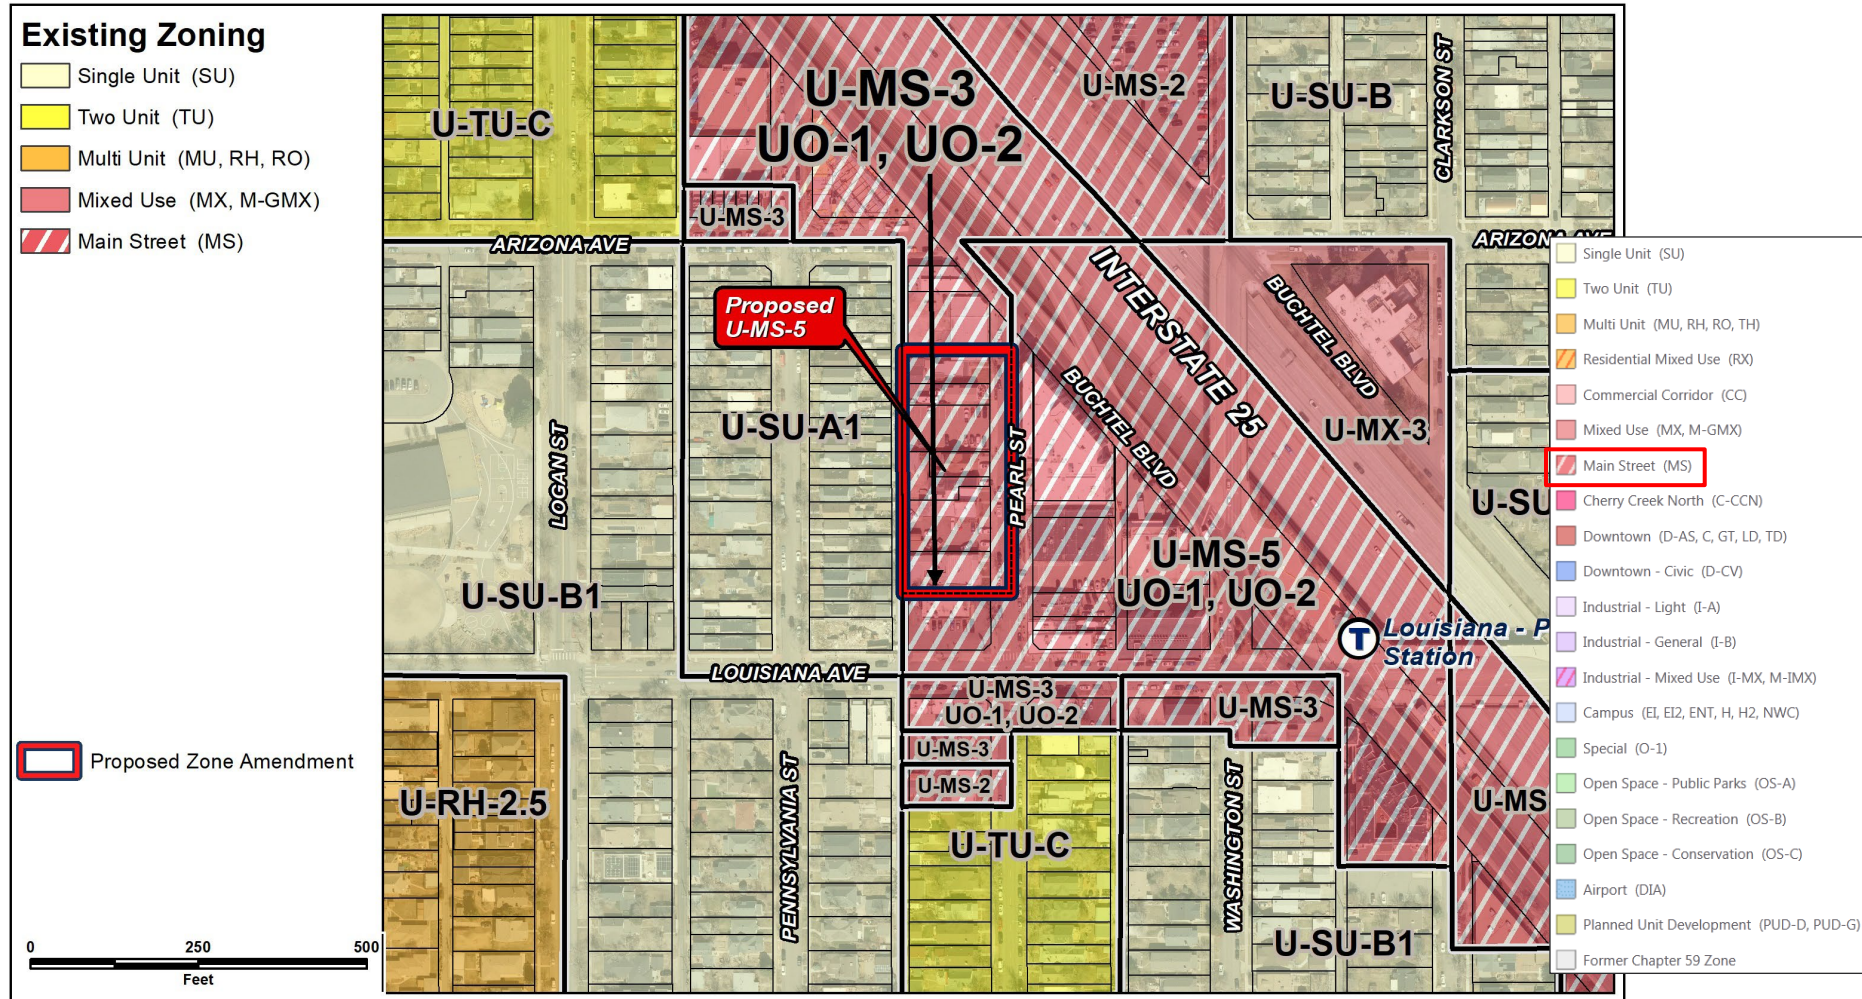 Existing Zoning
Single Unit (SU)
Two Unit (TU)
Multi Unit (MU, RH, RO)
Mixed Use (MX, M-GMX)
Main Street (MS)
Proposed Zone Amendment
0 250 500
Feet
U-TU-C
U-MS-3
UO-1, UO-2
U-MS-2
U-SU-B
CLARKSON ST
U-MS-3
ARIZONA AVE
ARIZONA AVE
Proposed
U-MS-5
INTERSTATE 25
BUCHTEL BLVD
BUCHTEL BLVD
U-SU-A1
LOGAN ST
PEARL ST
U-MX-3
U-SU
U-MS-5
UO-1, UO-2
U-SU-B1
T
Louisiana - P
Station
LOUISIANA AVE
U-MS-3
UO-1, UO-2
U-MS-3
U-MS-3
U-MS-2
U-RH-2.5
PENNSYLVANIA ST
U-TU-C
WASHINGTON ST
U-MS
U-SU-B1
Single Unit (SU)
Two Unit (TU)
Multi Unit (MU, RH, RO, TH)
Residential Mixed Use (RX)
Commercial Corridor (CC)
Mixed Use (MX, M-GMX)
Main Street (MS)
Cherry Creek North (C-CCN)
Downtown (D-AS, C, GT, LD, TD)
Downtown - Civic (D-CV)
Industrial - Light (I-A)
Industrial - General (I-B)
Industrial - Mixed Use (I-MX, M-IMX)
Campus (EI, EI2, ENT, H, H2, NWC)
Special (O-1)
Open Space - Public Parks (OS-A)
Open Space - Recreation (OS-B)
Open Space - Conservation (OS-C)
Airport (DIA)
Planned Unit Development (PUD-D, PUD-G)
Former Chapter 59 Zone